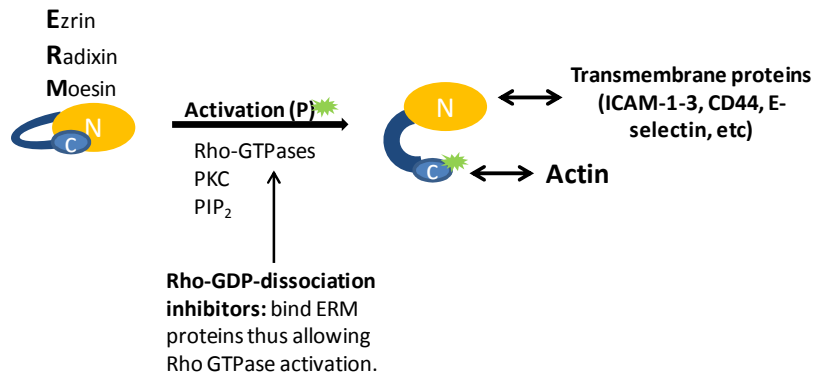 Ezrin
Radixin
Moesin
N
C
Activation (P)
Rho-GTPases
PKC
PIP₂
Rho-GDP-dissociation
inhibitors: bind ERM
proteins thus allowing
Rho GTPase activation.
N
C
Transmembrane proteins
(ICAM-1-3, CD44, E-
selectin, etc)
Actin